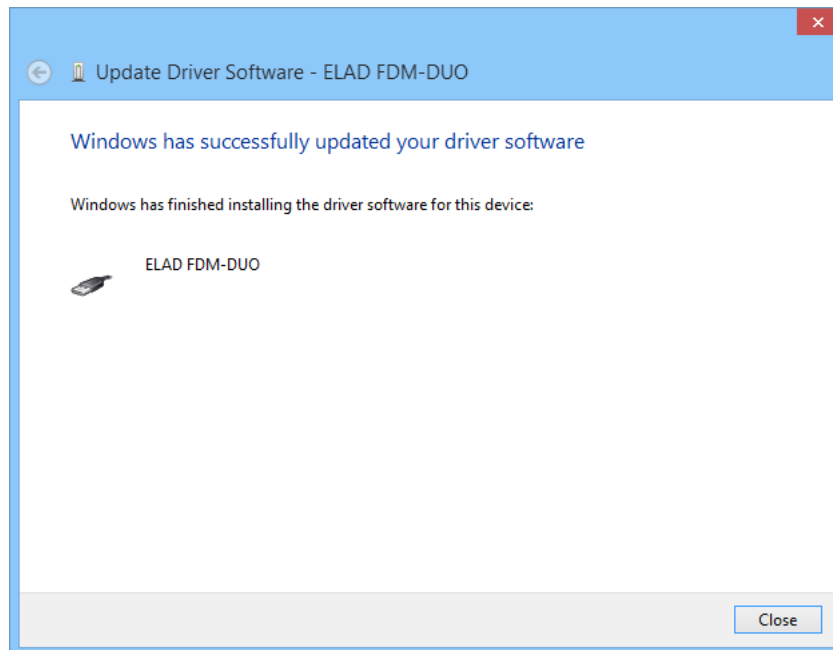 Update Driver Software - ELAD FDM-DUO
Windows has successfully updated your driver software
Windows has finished installing the driver software for this device:
ELAD FDM-DUO
Close